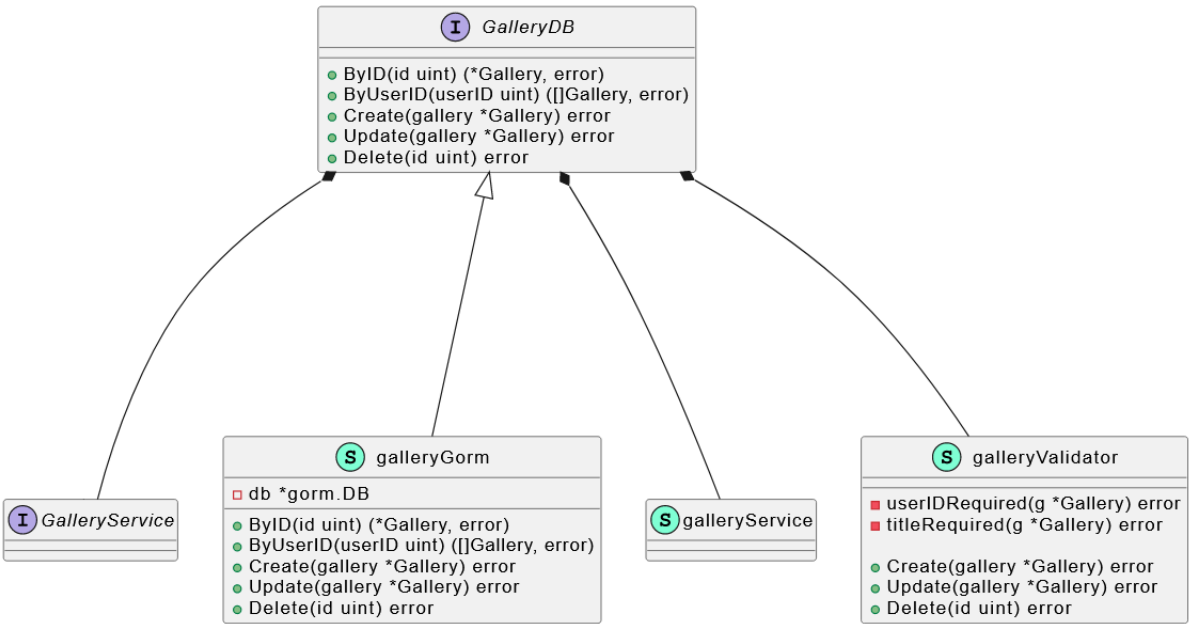 I GalleryDB
ByID(id uint) (*Gallery, error)
ByUserID(userID uint) ([]Gallery, error)
Create(gallery *Gallery) error
Update(gallery *Gallery) error
Delete(id uint) error
I GalleryService
S galleryGorm
db *gorm.DB
ByID(id uint) (*Gallery, error)
ByUserID(userID uint) ([]Gallery, error)
Create(gallery *Gallery) error
Update(gallery *Gallery) error
Delete(id uint) error
S galleryService
S galleryValidator
userIDRequired(g *Gallery) error
titleRequired(g *Gallery) error
Create(gallery *Gallery) error
Update(gallery *Gallery) error
Delete(id uint) error